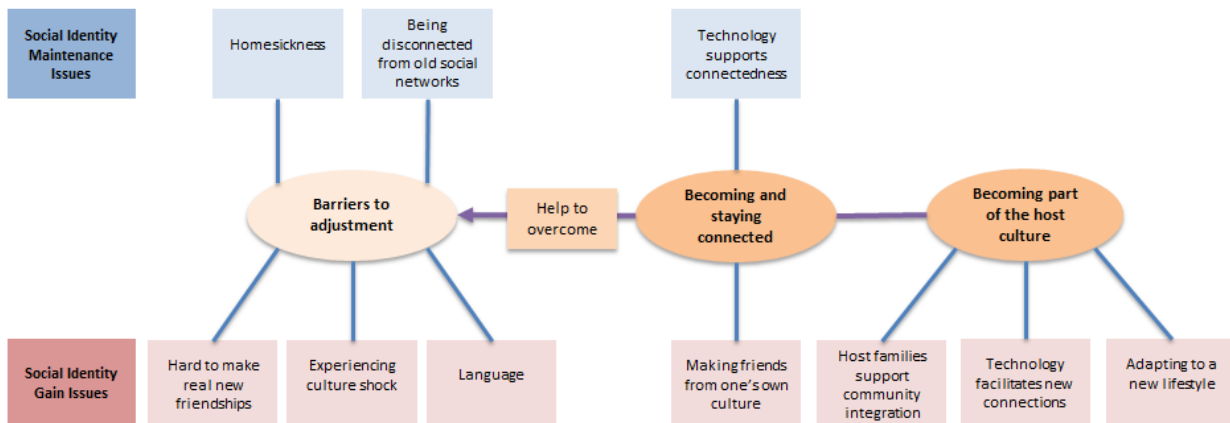 Social Identity
Maintenance
Issues
Homesickness
Being
disconnected
from old social
networks
Technology
supports
connectedness
Barriers to
adjustment
Help to
overcome
Becoming and
staying
connected
Becoming part
of the host
culture
Social Identity
Gain Issues
Hard to make
real new
friendships
Experiencing
culture shock
Language
Making friends
from one's own
culture
Host families
support
community
integration
Technology
facilitates new
connections
Adapting to a
new lifestyle